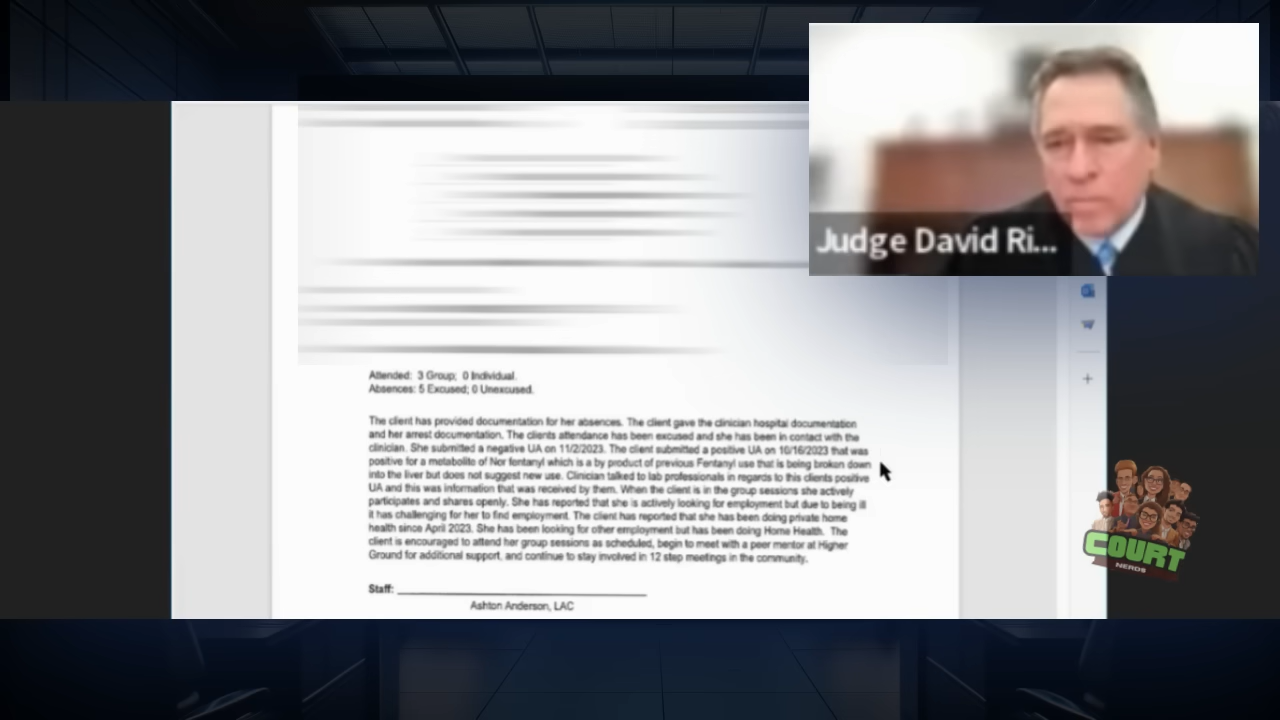 Judge David Ri...
Attended: 3 Group; 0 Individual.
Absences: 5 Excused; 0 Unexcused.
The client has provided documentation for her absences. The client gave the clinician hospital documentation
and her arrest documentation. The clients attendance has been excused and she has been in contact with the
clinician. She submitted a negative UA on 11/2/2023. The client submitted a positive UA on 10/16/2023 that was
positive for a metabolite of Nor fentanyl which is a by product of previous Fentanyl use that is being broken down
into the liver but does not suggest new use. Clinician talked to lab professionals in regards to this clients positive
UA and this was information that was received by them. When the client is in the group sessions she actively
participates and shares openly. She has reported that she is actively looking for employment but due to being ill
it has challenging for her to find employment. The client has reported that she has been doing private home
health since April 2023. She has been looking for other employment but has been doing Home Health. The
client is encouraged to attend her group sessions as scheduled, begin to meet with a peer mentor at Higher
Ground for additional support, and continue to stay involved in 12 step meetings in the community.
Staff:
Ashton Anderson, LAC
COURT
NERDS